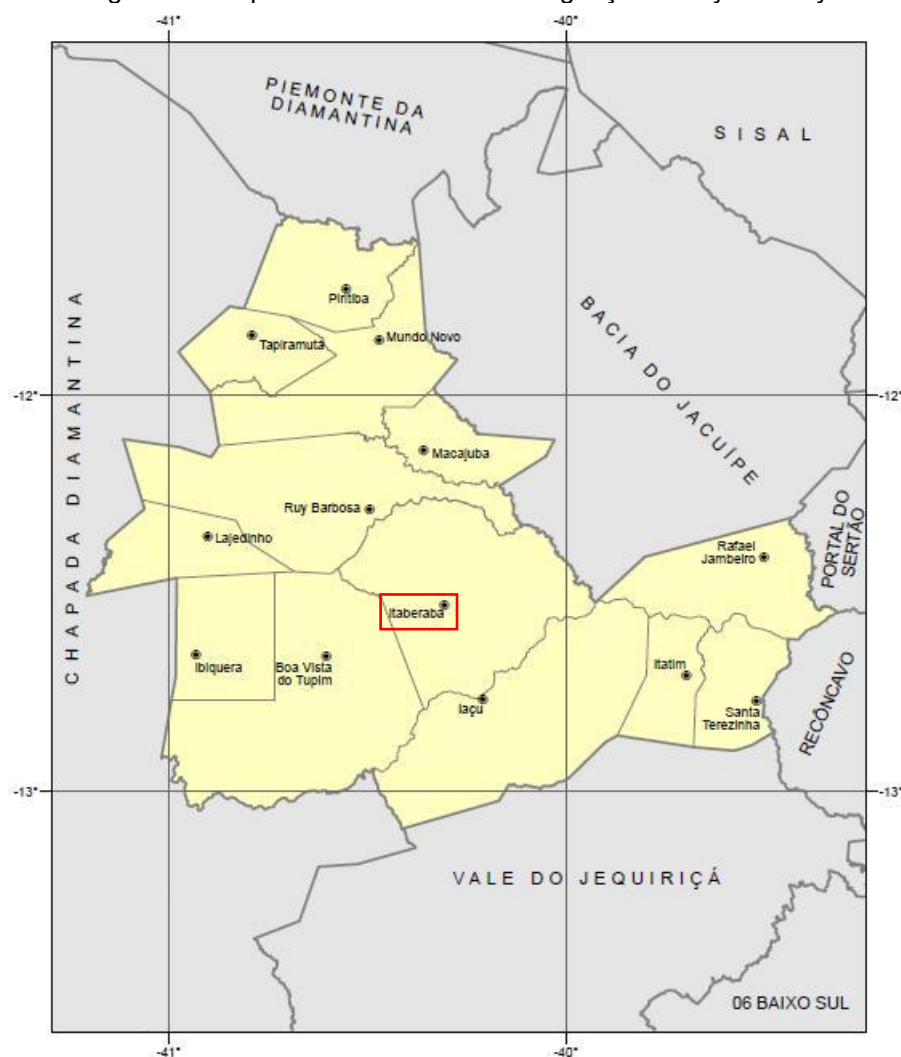 -41°
-40°
PIEMONTE DA
DIAMANTINA
SISAL
CHAPADA DIAMANTINA
BACIA DO JACUÍPE
Piritiba
Tapiramutá
Mundo Novo
-12°
-12°
Macajuba
Ruy Barbosa
Lajedinho
Rafael
Jambeiro
PORTAL DO
SERTÃO
Itaberaba
Ibiquera
Boa Vista
do Tupim
Itatim
Iaçu
Santa
Terezinha
RECÔNCAVO
-13°
-13°
VALE DO JEQUIRIÇÁ
06 BAIXO SUL
-41°
-40°